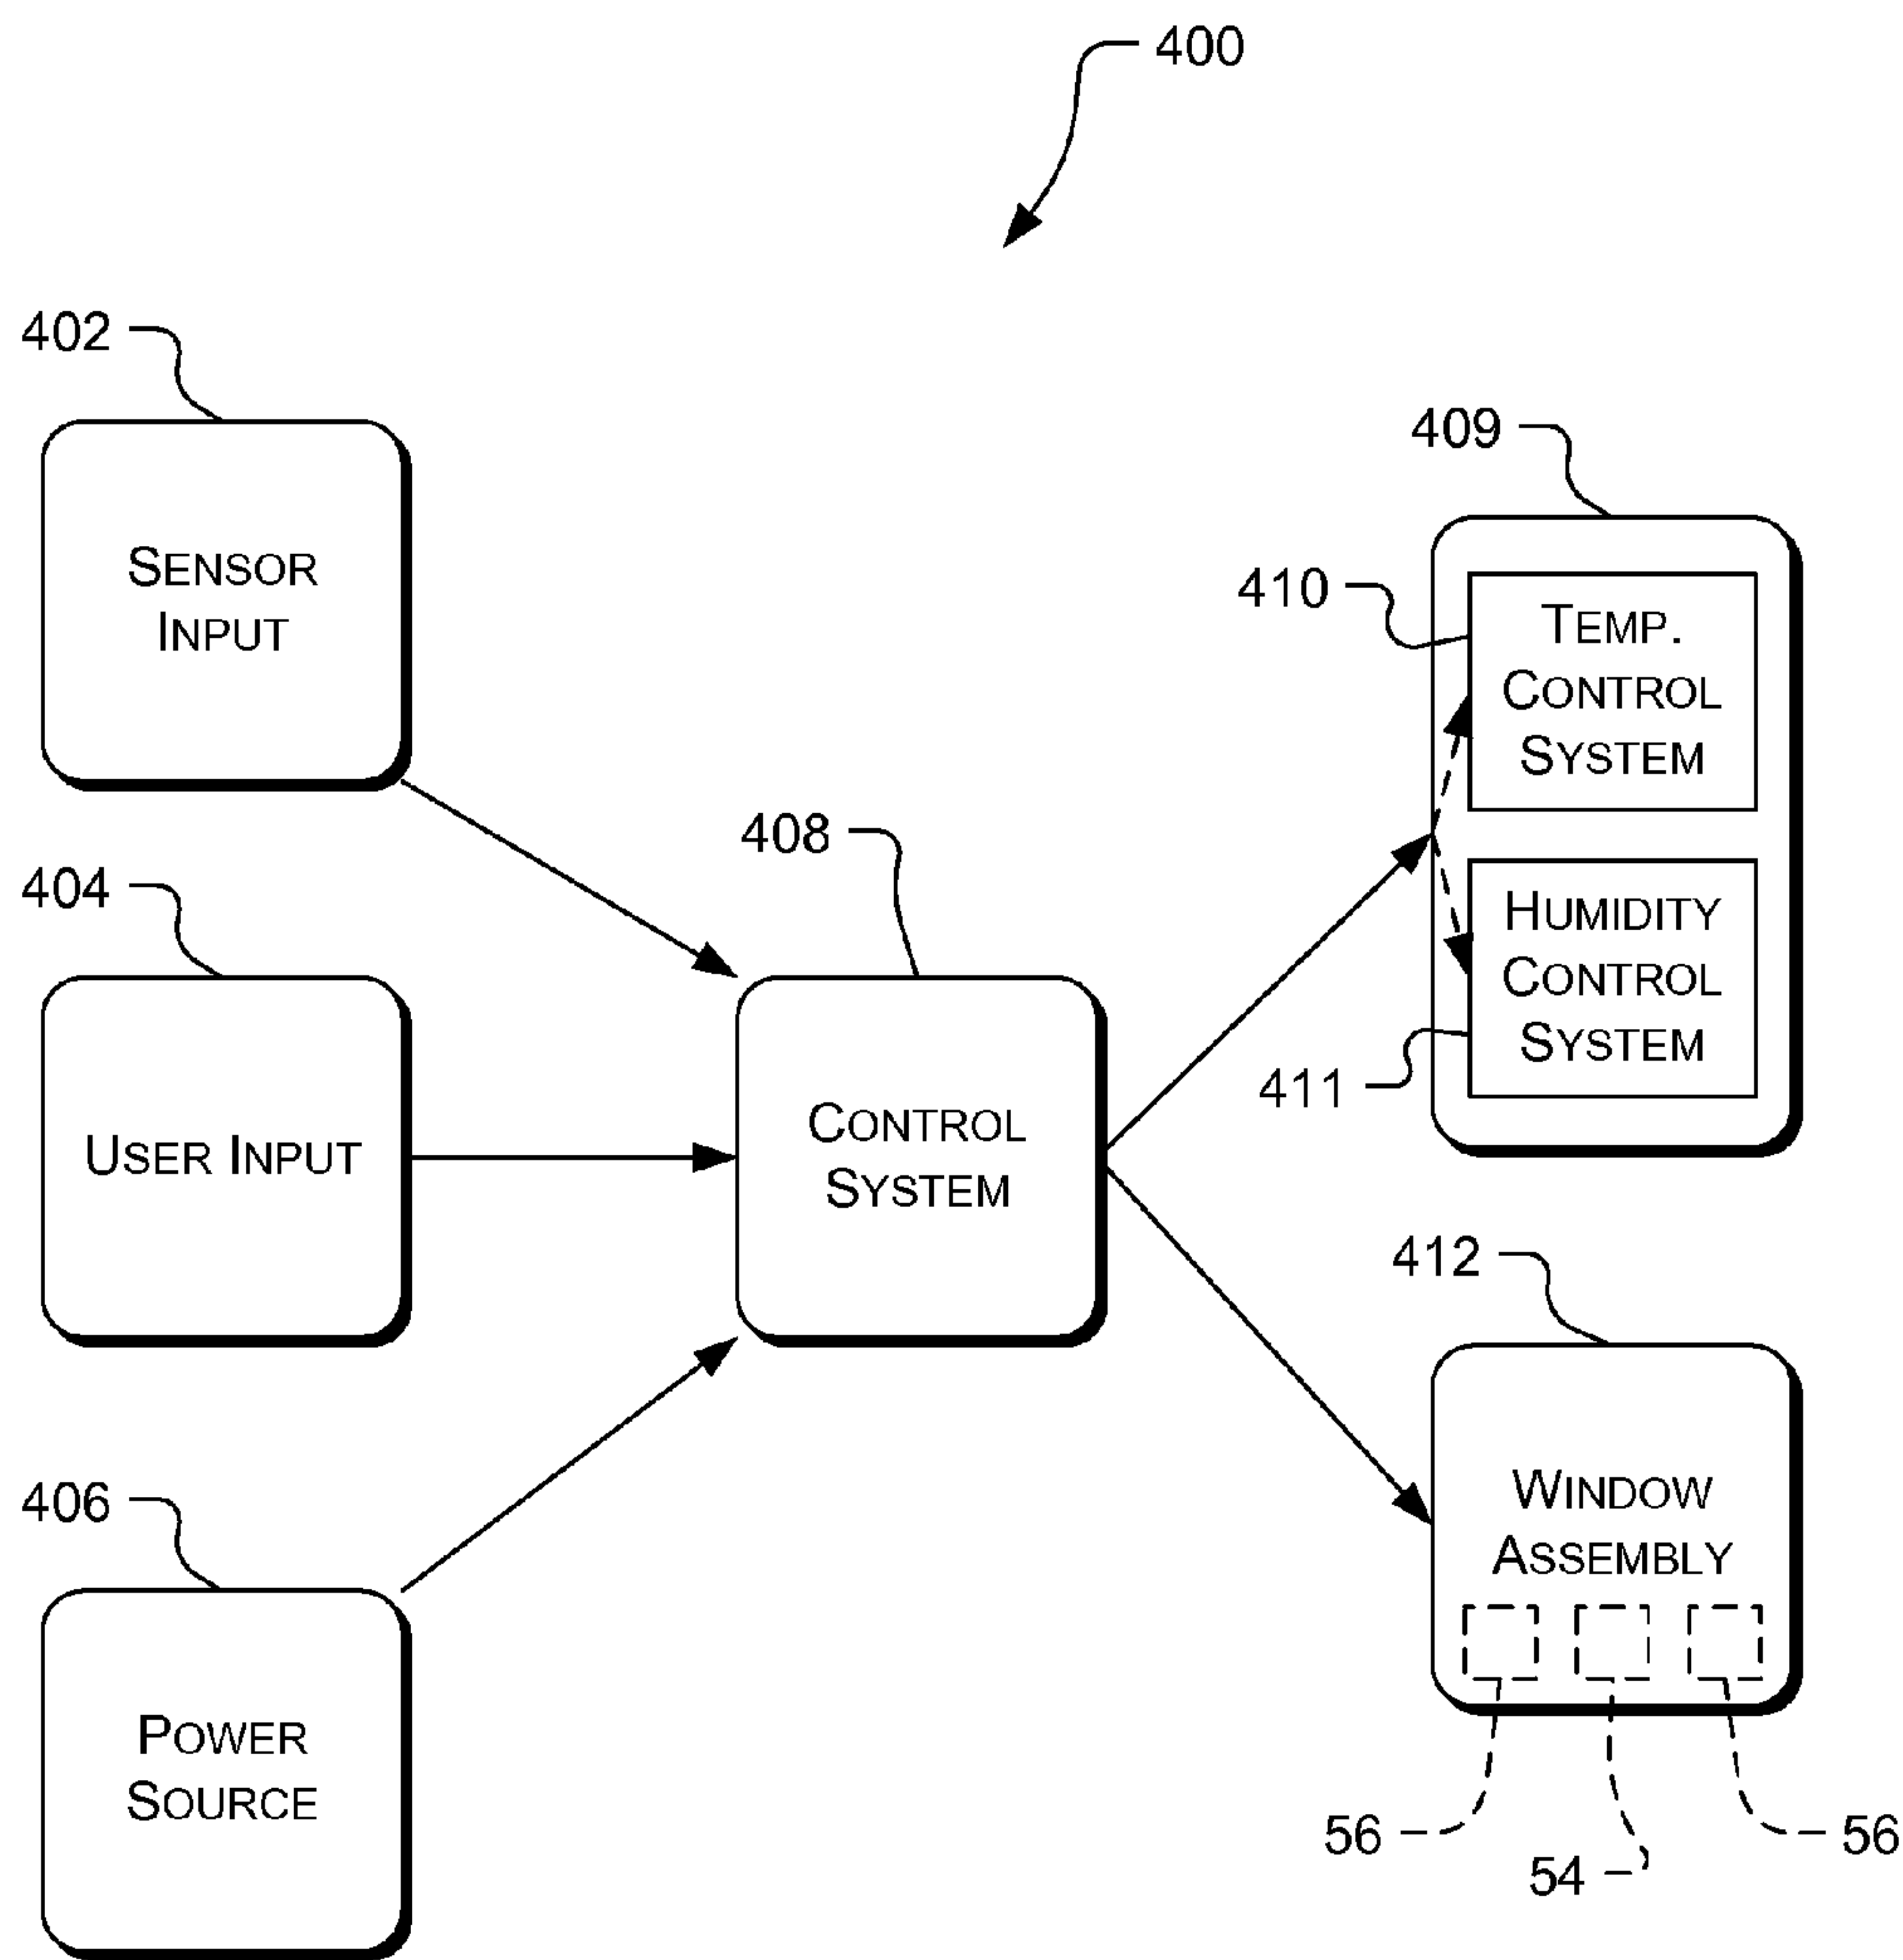 400
402
SENSOR
INPUT
409
410
TEMP.
CONTROL
SYSTEM
408
404
HUMIDITY
CONTROL
SYSTEM
411
USER INPUT
CONTROL
SYSTEM
412
406
WINDOW
ASSEMBLY
POWER
SOURCE
56
54
56